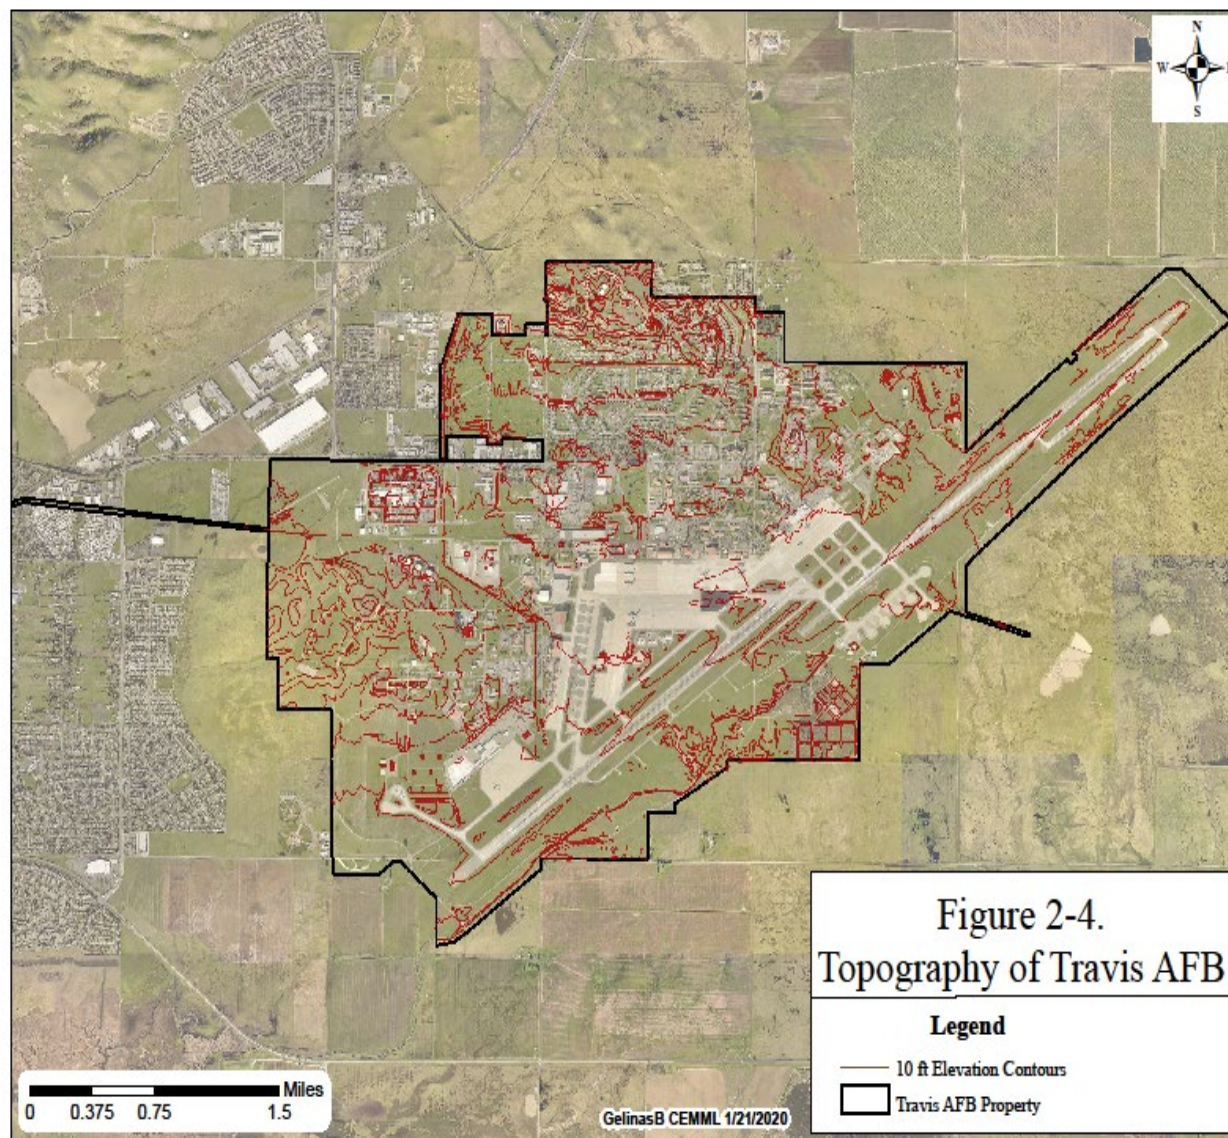 N
W
S
Figure 2-4.
Topography of Travis AFB
Legend
10 ft Elevation Contours
Travis AFB Property
Miles
0 0.375 0.75 1.5
GelinasB CEMML 1/21/2020